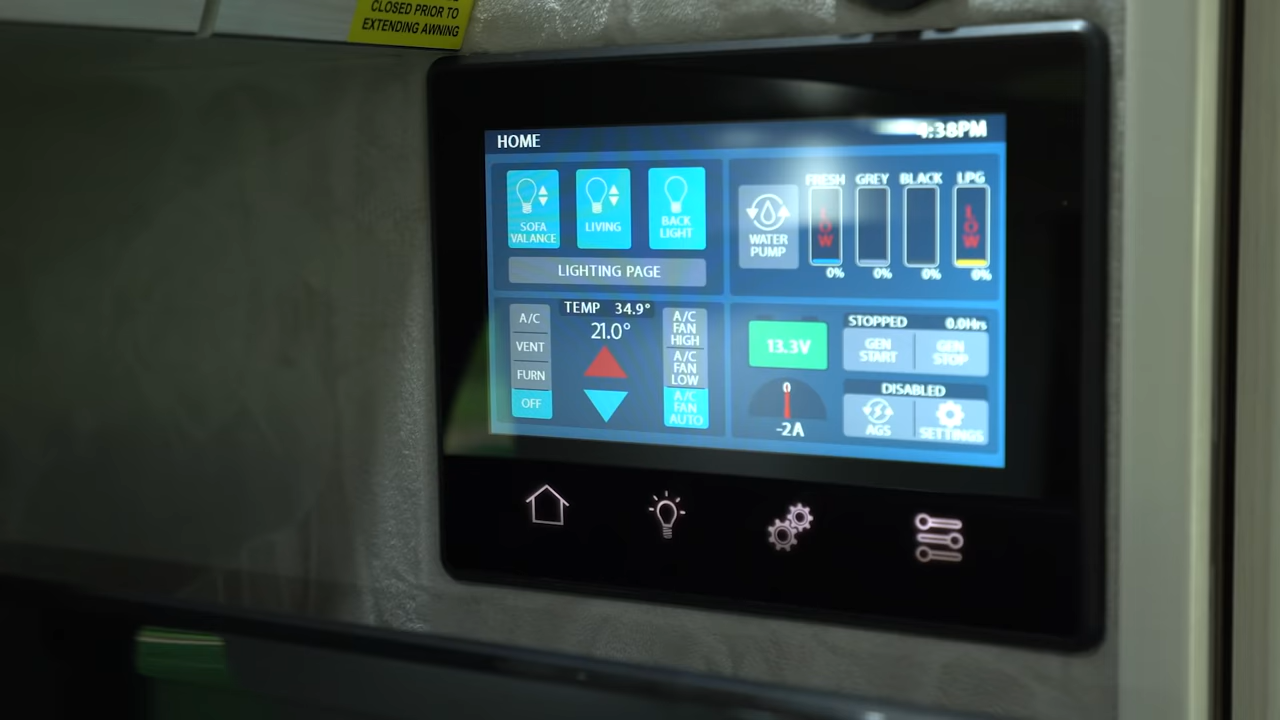 CLOSED PRIOR TO
EXTENDING AWNING
HOME
4:38PM
SOFA
VALANCE
LIVING
BACK
LIGHT
LIGHTING PAGE
WATER
PUMP
FRESH GREY BLACK LPG
LOW
LOW
0% 0% 0% 0%
A/C
VENT
FURN
OFF
TEMP 34.9°
21.0°
A/C
FAN
HIGH
A/C
FAN
LOW
A/C
FAN
AUTO
13.3V
0
-2A
STOPPED 0.0Hrs
GEN
START
GEN
STOP
DISABLED
AGS
SETTINGS